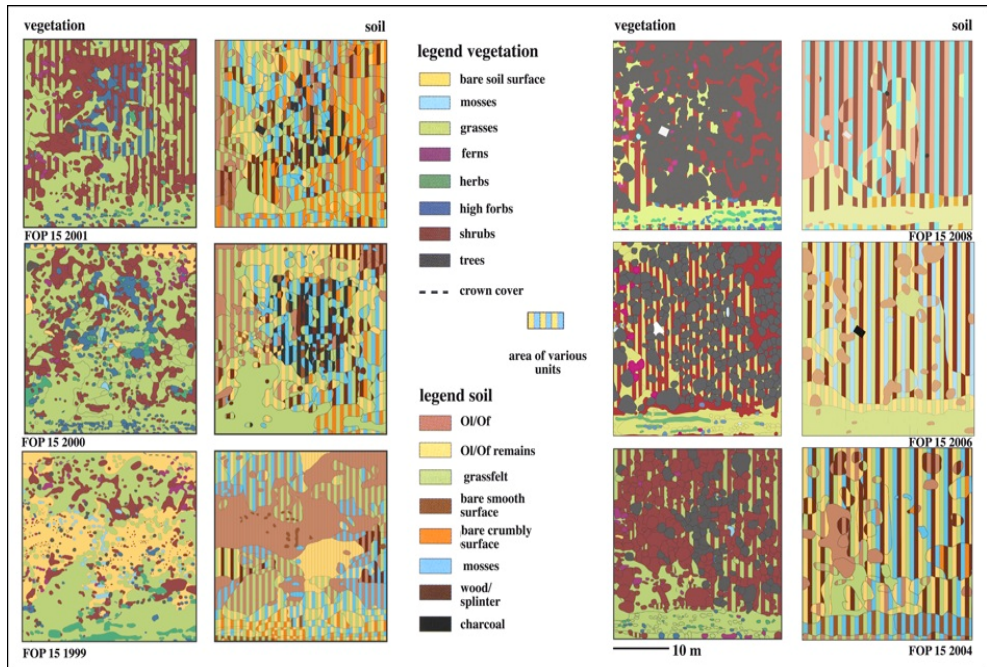 vegetation
soil
FOP 15 2001
FOP 15 2000
FOP 15 1999
legend vegetation
bare soil surface
mosses
grasses
ferns
herbs
high forbs
shrubs
trees
crown cover
area of various
units
legend soil
Ol/Of
Ol/Of remains
grassfelt
bare smooth
surface
bare crumbly
surface
mosses
wood/
splinter
charcoal
vegetation
soil
FOP 15 2008
FOP 15 2006
FOP 15 2004
10 m